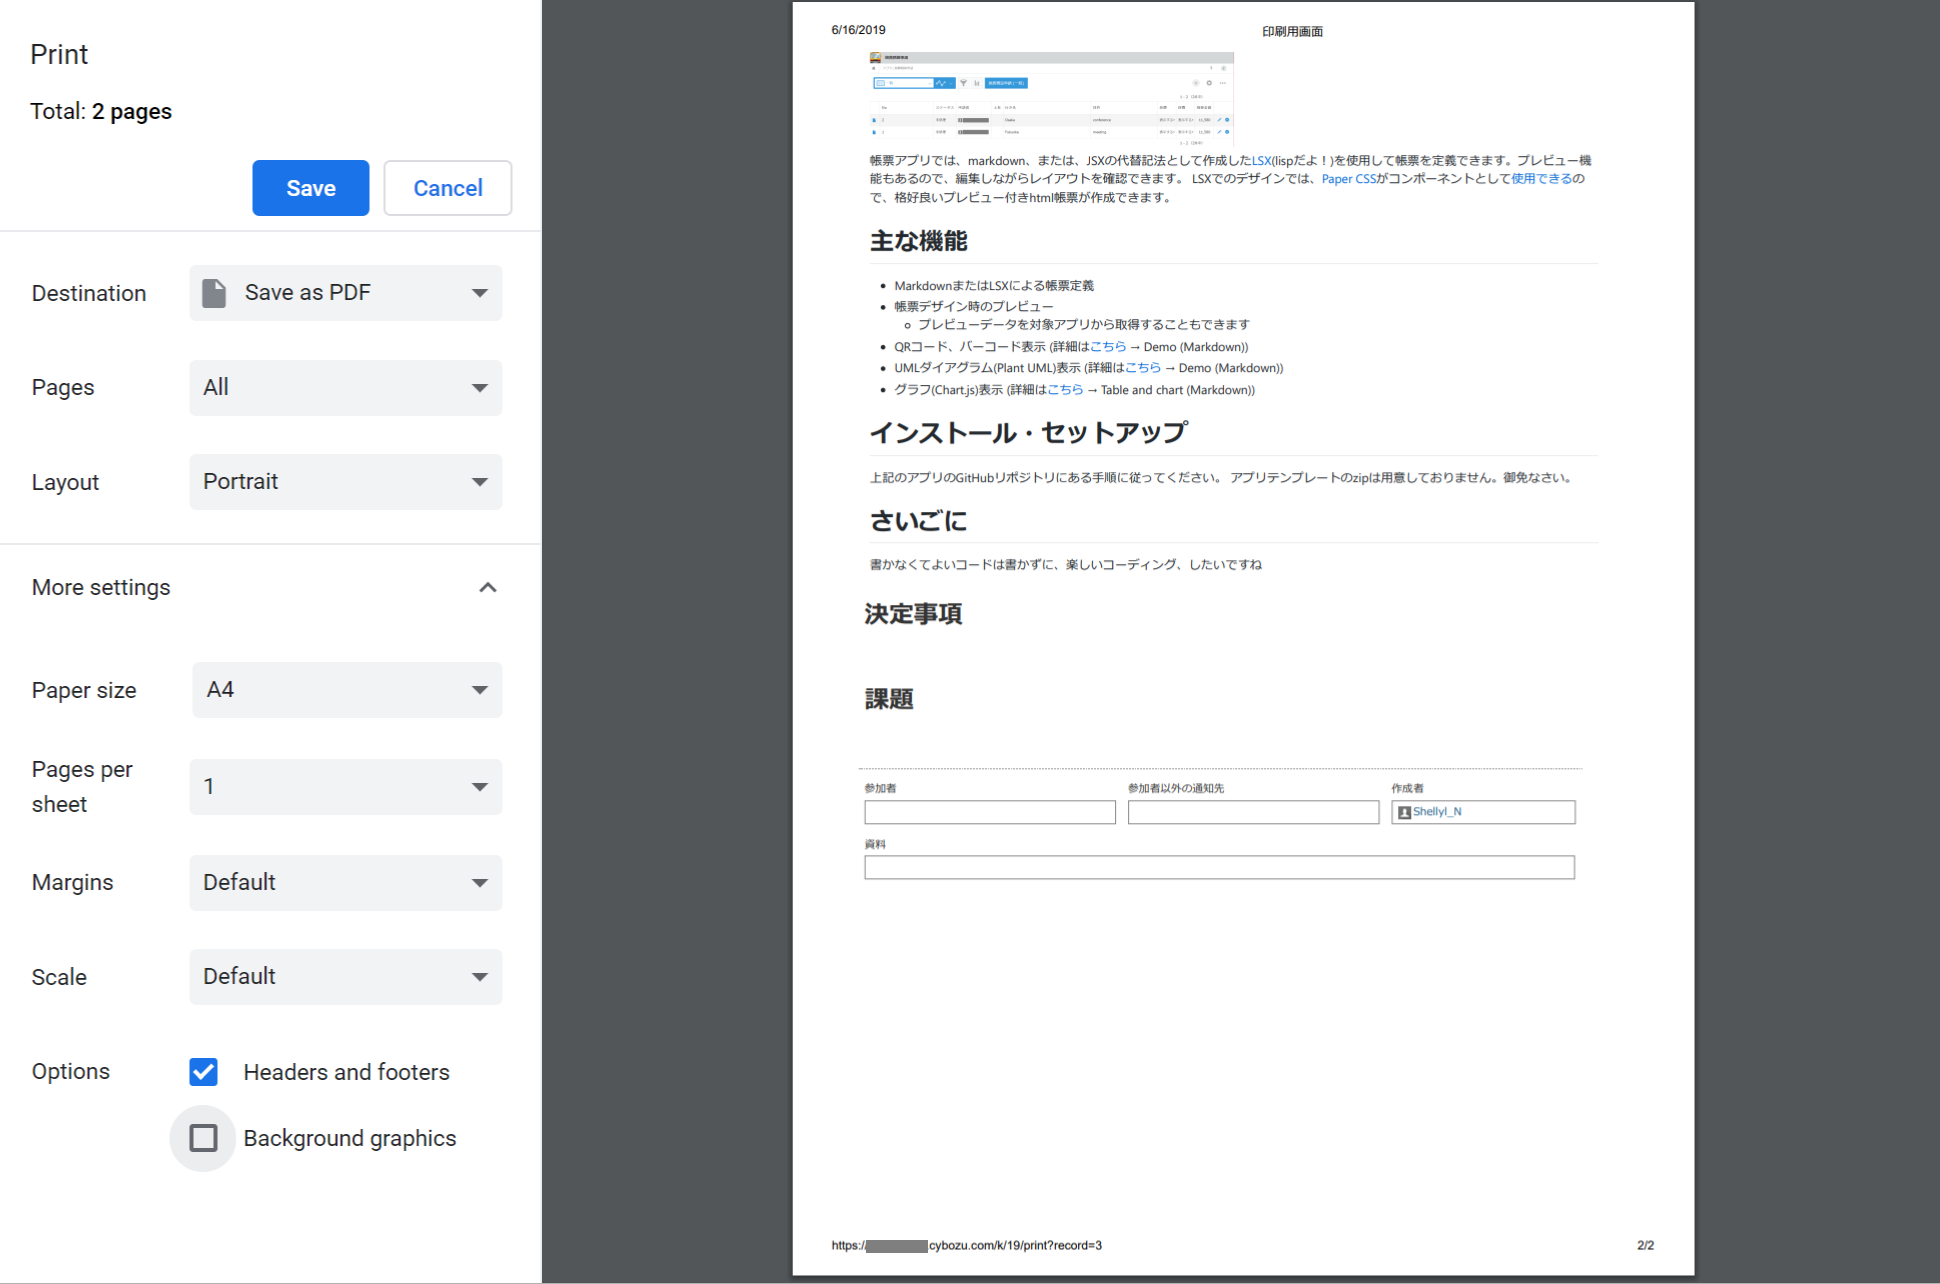 Print
Total: 2 pages
Save
Cancel
Destination
Save as PDF
Pages
All
Layout
Portrait
More settings
Paper size
A4
Pages per
sheet
1
Margins
Default
Scale
Default
Options
Headers and footers
Background graphics
6/16/2019
印刷用画面
Osaka
conference
Fukuoka
meeting
帳票アプリでは、markdown、または、JSXの代替記法として作成したLSX(lispだよ！)を使用して帳票を定義できます。プレビュー機
能もあるので、編集しながらレイアウトを確認できます。 LSXでのデザインでは、Paper CSSがコンポーネントとして使用できるの
で、格好良いプレビュー付きhtml帳票が作成できます。
主な機能
MarkdownまたはLSXによる帳票定義
帳票デザイン時のプレビュー
プレビューデータを対象アプリから取得することもできます
QRコード、バーコード表示 (詳細はこちら → Demo (Markdown))
UMLダイアグラム(Plant UML)表示 (詳細はこちら → Demo (Markdown))
グラフ(Chart.js)表示 (詳細はこちら → Table and chart (Markdown))
インストール・セットアップ
上記のアプリのGitHubリポジトリにある手順に従ってください。 アプリテンプレートのzipは用意しておりません。御免なさい。
さいごに
書かなくてよいコードは書かずに、楽しいコーディング、したいですね
決定事項
課題
参加者
参加者以外の通知先
作成者
Shellyl_N
資料
https://
cybozu.com/k/19/print?record=3
2/2